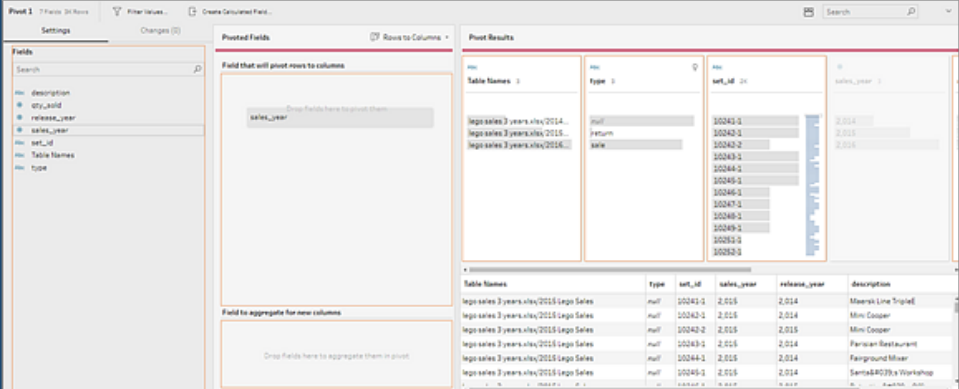 Pivot 1 7 Fields 3K Rows Filter Values... Create Calculated Field... Search
Settings Changes (0)
Fields
Search
Abc description
# qty_sold
# release_year
# sales_year
Abc set_id
Abc Table Names
Abc type
Pivoted Fields Rows to Columns
Field that will pivot rows to columns
Drop fields here to pivot them
sales_year
Field to aggregate for new columns
Drop fields here to aggregate them in pivot
Pivot Results
Abc
Table Names 3
lego sales 3 years.xlsx/2014...
lego sales 3 years.xlsx/2015...
lego sales 3 years.xlsx/2016...
Abc
type 3
null
return
sale
Abc
set_id 2K
10241-1
10242-1
10242-2
10243-1
10244-1
10245-1
10246-1
10247-1
10248-1
10249-1
10251-1
10252-1
#
sales_year 3
2,014
2,015
2,016
Table Names type set_id sales_year release_year description
lego sales 3 years.xlsx/2015 Lego Sales null 10241-1 2,015 2,014 Maersk Line TripleE
lego sales 3 years.xlsx/2015 Lego Sales null 10242-1 2,015 2,014 Mini Cooper
lego sales 3 years.xlsx/2015 Lego Sales null 10242-2 2,015 2,015 Mini Cooper
lego sales 3 years.xlsx/2015 Lego Sales null 10243-1 2,015 2,014 Parisian Restaurant
lego sales 3 years.xlsx/2015 Lego Sales null 10244-1 2,015 2,014 Fairground Mixer
lego sales 3 years.xlsx/2015 Lego Sales null 10245-1 2,015 2,014 Santa&#039;s Workshop